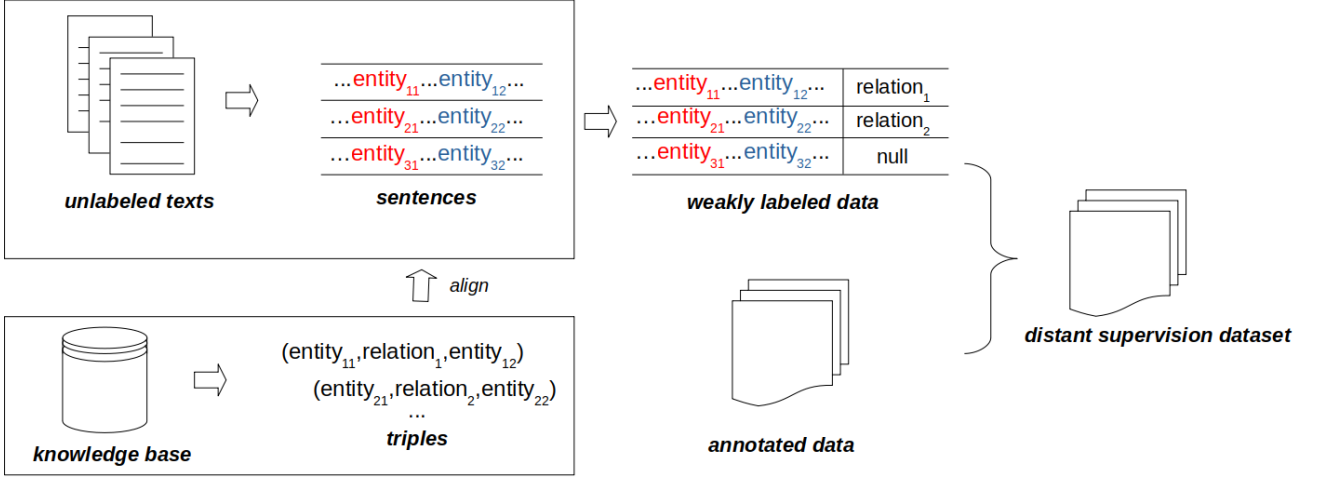 ...entity₁₁...entity₁₂...
...entity₂₁...entity₂₂...
...entity₃₁...entity₃₂...
unlabeled texts
sentences
...entity₁₁...entity₁₂... relation₁
...entity₂₁...entity₂₂... relation₂
...entity₃₁...entity₃₂... null
weakly labeled data
align
(entity₁₁,relation₁,entity₁₂)
(entity₂₁,relation₂,entity₂₂)
...
triples
knowledge base
annotated data
distant supervision dataset